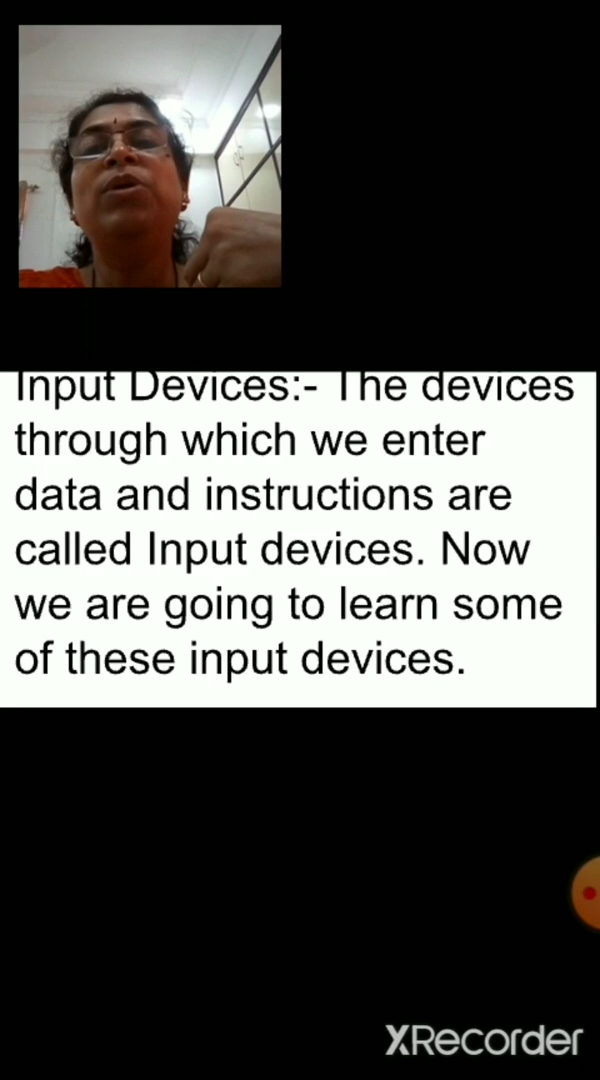 Input Devices:- The devices
through which we enter
data and instructions are
called Input devices. Now
we are going to learn some
of these input devices.
XRecorder